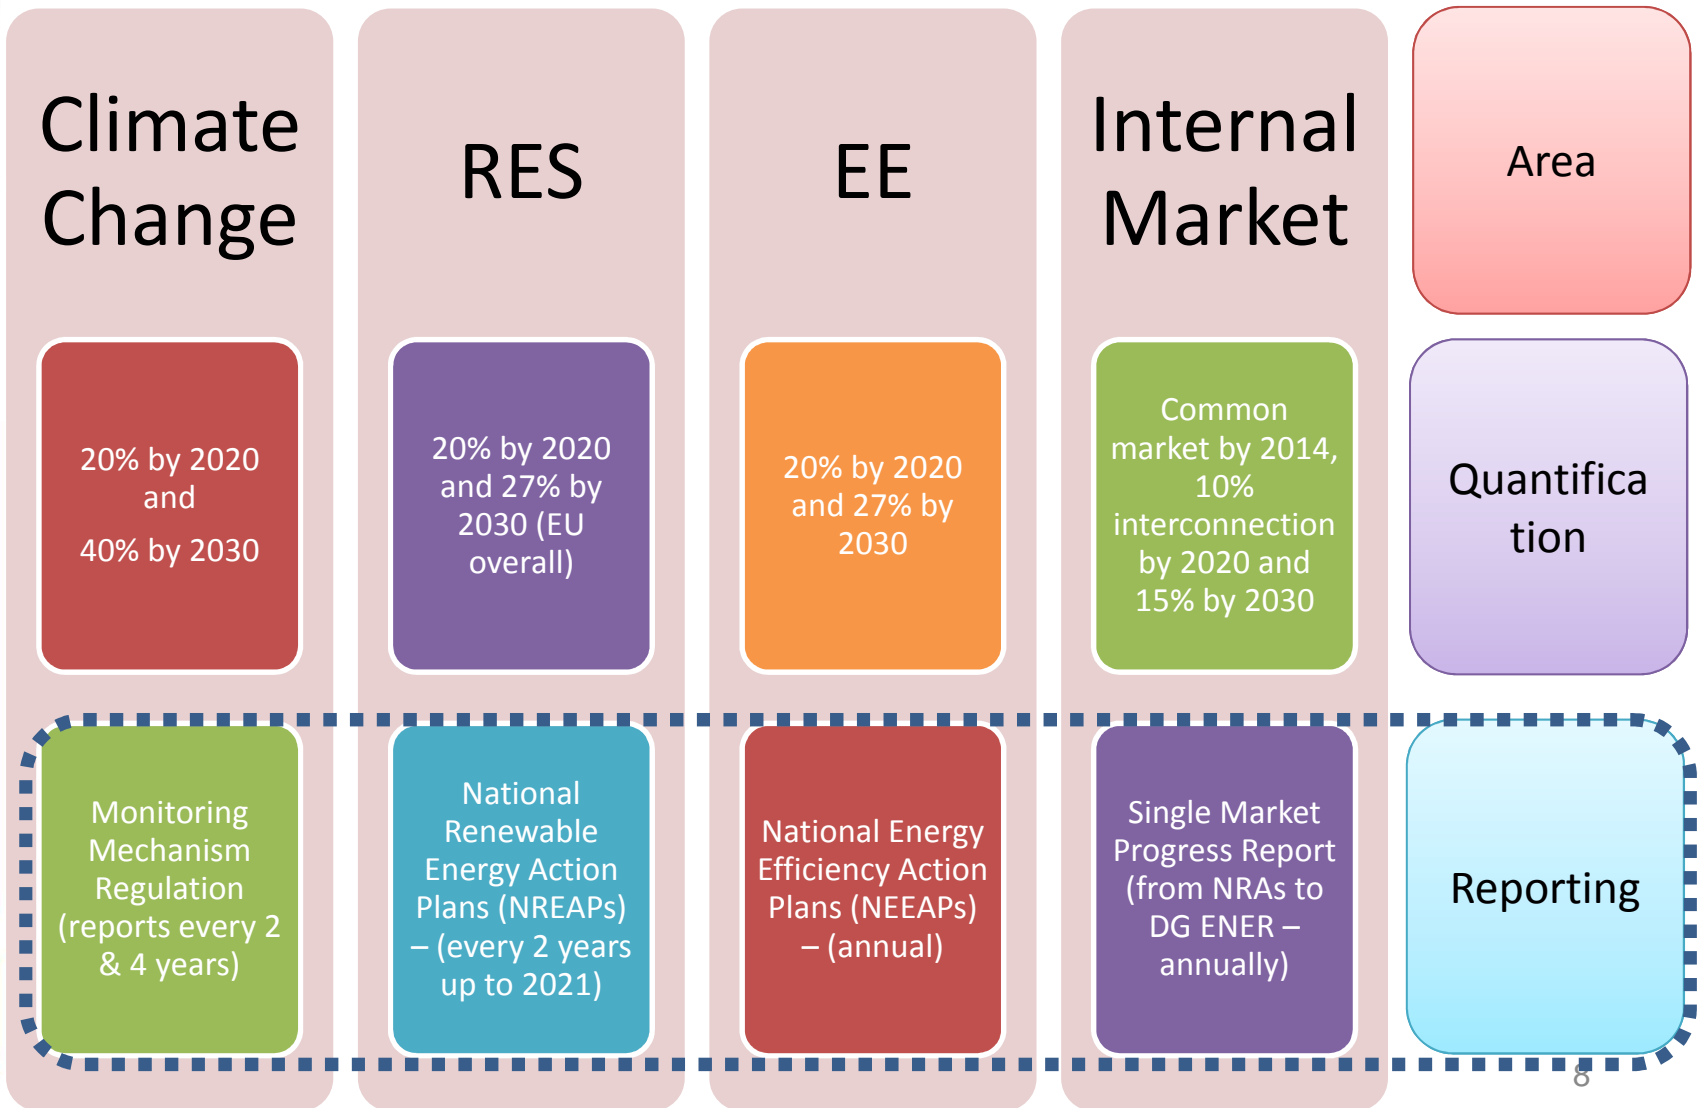 Climate
Change
RES
EE
Internal
Market
Area
20% by 2020
and
40% by 2030
20% by 2020
and 27% by
2030 (EU
overall)
20% by 2020
and 27% by
2030
Common
market by 2014,
10%
interconnection
by 2020 and
15% by 2030
Quantifica
tion
Monitoring
Mechanism
Regulation
(reports every 2
& 4 years)
National
Renewable
Energy Action
Plans (NREAPs)
– (every 2 years
up to 2021)
National Energy
Efficiency Action
Plans (NEEAPs)
– (annual)
Single Market
Progress Report
(from NRAs to
DG ENER –
annually)
Reporting
8